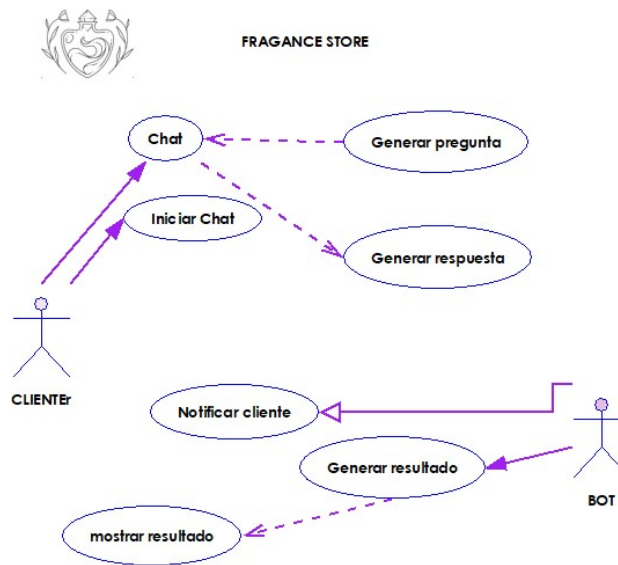 FRAGANCE STORE
Chat
Generar pregunta
Iniciar Chat
Generar respuesta
CLIENTEr
Notificar cliente
Generar resultado
BOT
mostrar resultado